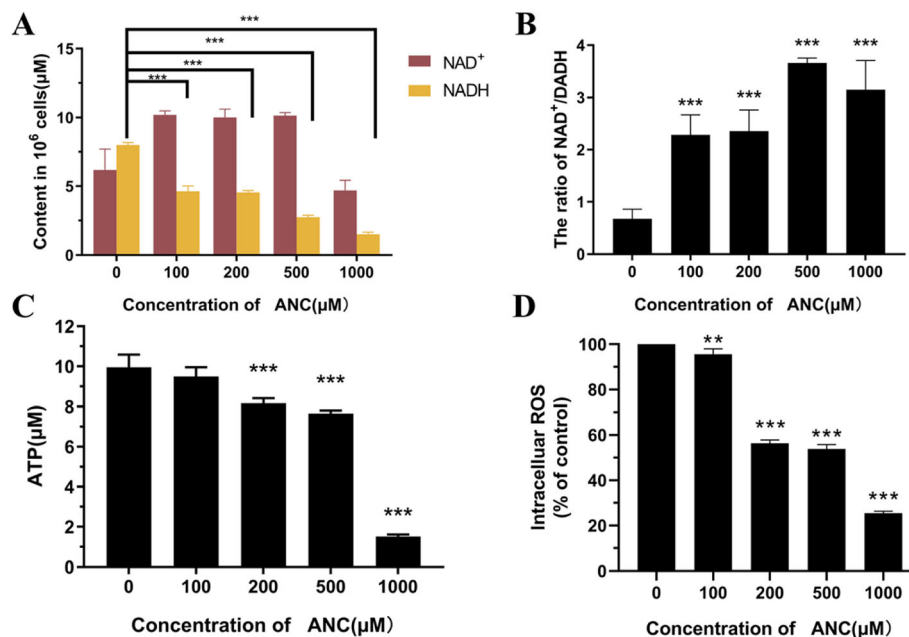 A
***
***
***
***
NAD⁺
NADH
Content in 10⁶ cells(μM)
15
10
5
0
0 100 200 500 1000
Concentration of ANC(μM)
B
The ratio of NAD⁺/DADH
4
3
2
1
0
*** *** *** ***
0 100 200 500 1000
Concentration of ANC(μM)
C
ATP(μM)
12
10
8
6
4
2
0
*** *** ***
0 100 200 500 1000
Concentration of ANC(μM)
D
Intracelluar ROS
(% of control)
100
80
60
40
20
0
** *** *** ***
0 100 200 500 1000
Concentration of ANC(μM)